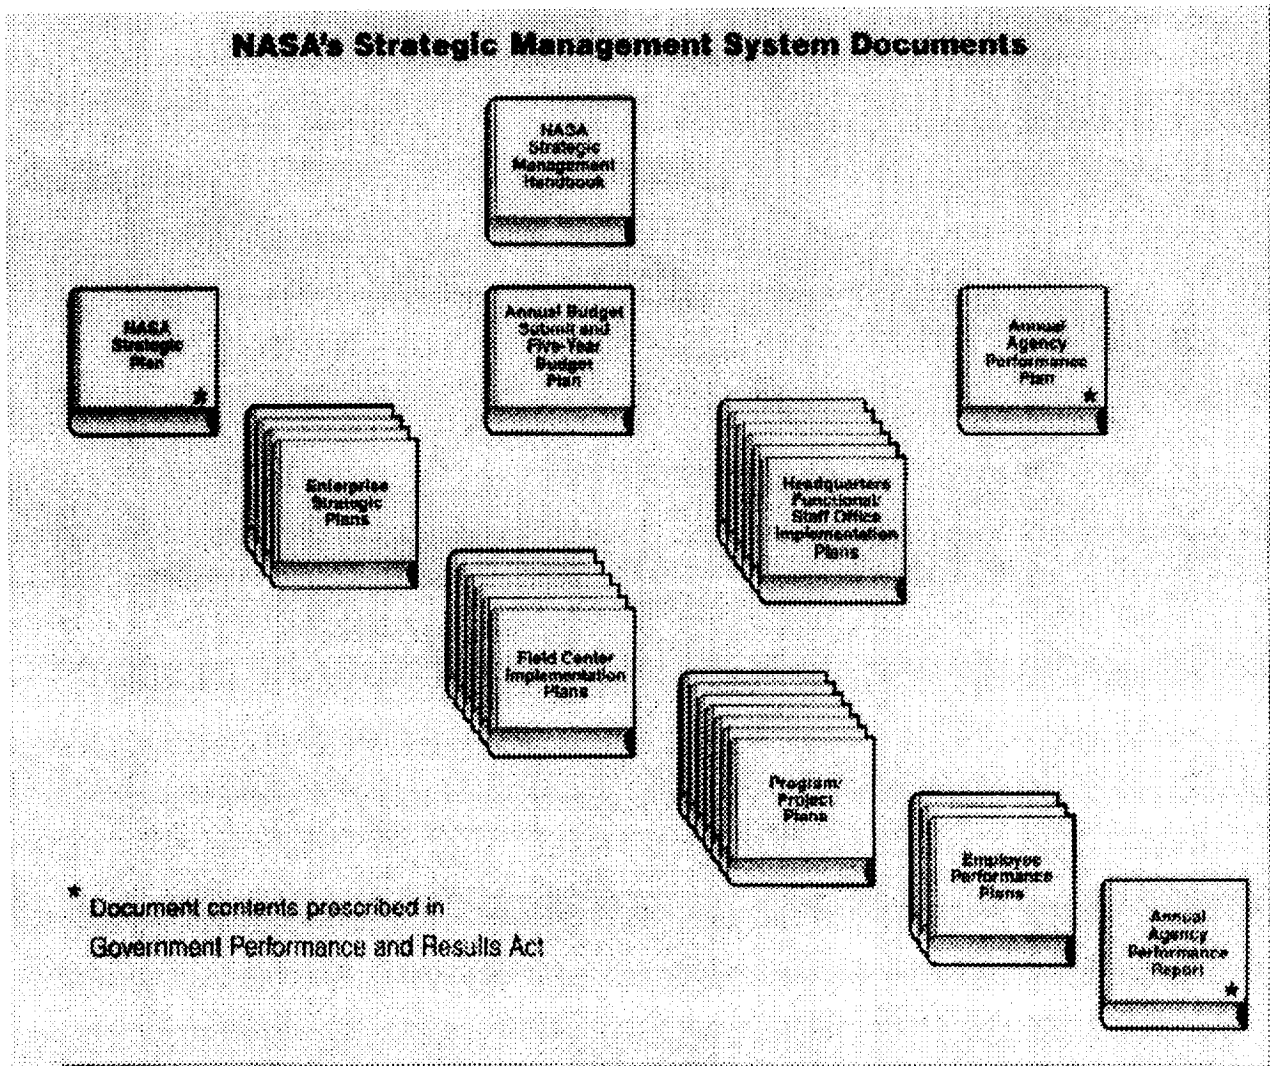 NASA's Strategic Management System Documents
NASA
Strategic
Management
Handbook
NASA
Strategic
Plan
*
Annual Budget
Submit and
Five-Year
Budget
Plan
Annual
Agency
Performance
Plan
*
Enterprise
Strategic
Plans
Headquarters
Functional/
Staff Office
Implementation
Plans
Field Center
Implementation
Plans
Program/
Project
Plans
Employee
Performance
Plans
Annual
Agency
Performance
Report
*
* Document contents prescribed in
Government Performance and Results Act